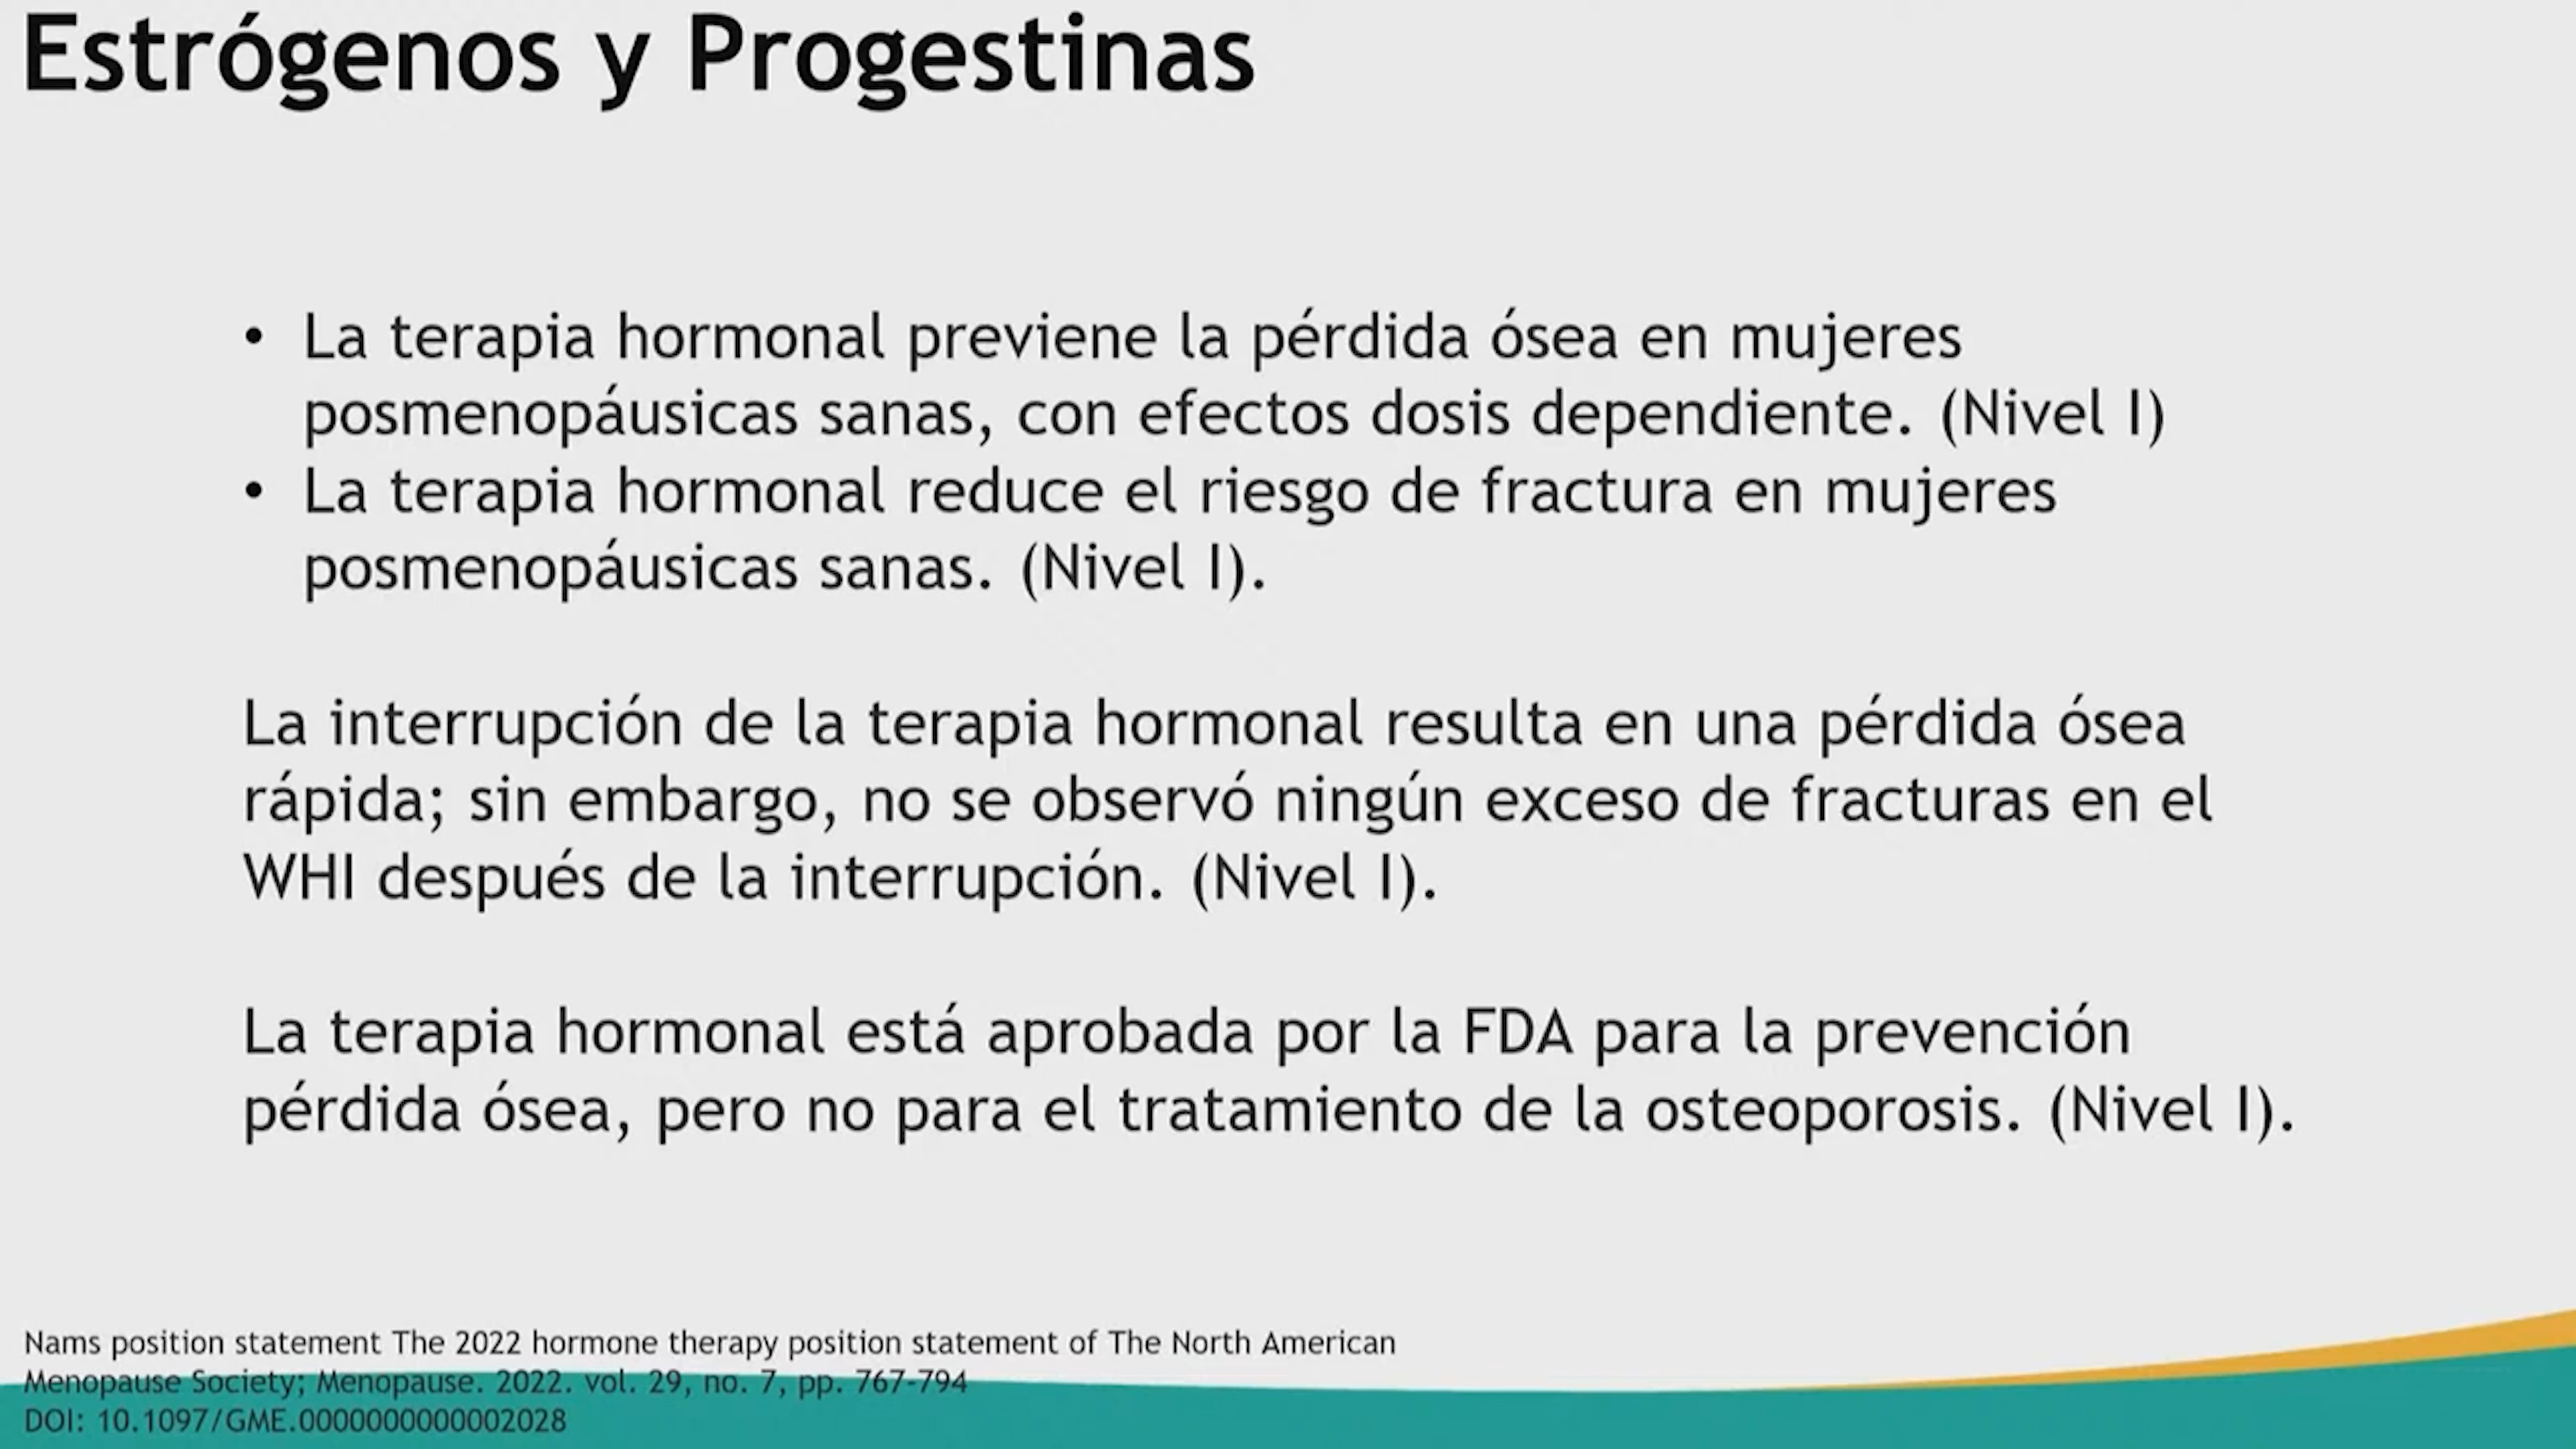 Estrógenos y Progestinas
• La terapia hormonal previene la pérdida ósea en mujeres
posmenopáusicas sanas, con efectos dosis dependiente. (Nivel I)
• La terapia hormonal reduce el riesgo de fractura en mujeres
posmenopáusicas sanas. (Nivel I).
La interrupción de la terapia hormonal resulta en una pérdida ósea
rápida; sin embargo, no se observó ningún exceso de fracturas en el
WHI después de la interrupción. (Nivel I).
La terapia hormonal está aprobada por la FDA para la prevención
pérdida ósea, pero no para el tratamiento de la osteoporosis. (Nivel I).
Nams position statement The 2022 hormone therapy position statement of The North American
Menopause Society; Menopause. 2022. vol. 29, no. 7, pp. 767-794
DOI: 10.1097/GME.0000000000002028